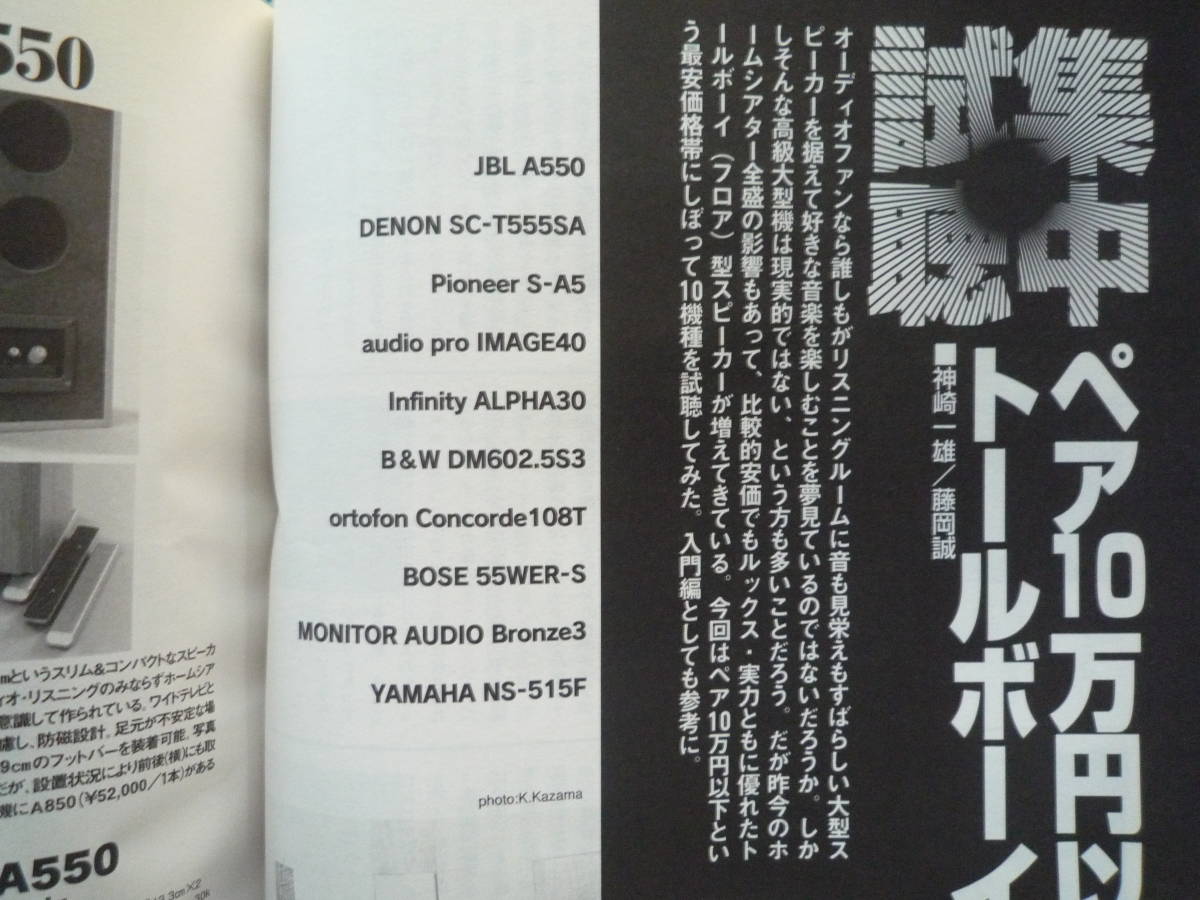 集中
試聴
ペア10万円以
トールボーイ
■神崎一雄／藤岡誠
オーディオファンなら誰しもがリスニングルームに音も見栄えもすばらしい大型ス
ピーカーを据えて好きな音楽を楽しむことを夢見ているのではないだろうか。しか
しそんな高級大型機は現実的ではない、という方も多いことだろう。だが昨今のホ
ームシアター全盛の影響もあって、比較的安価でもルックス・実力ともに優れたト
ールボーイ（フロア）型スピーカーが増えてきている。今回はペア10万円以下とい
う最安価格帯にしぼって10機種を試聴してみた。入門編としても参考に。
JBL A550
DENON SC-T555SA
Pioneer S-A5
audio pro IMAGE40
Infinity ALPHA30
B&W DM602.5S3
ortofon Concorde108T
BOSE 55WER-S
MONITOR AUDIO Bronze3
YAMAHA NS-515F
photo:K.Kazama
550
mというスリム&コンパクトなスピーカ
ィオ・リスニングのみならずホームシア
意識して作られている。ワイドテレビと
慮し、防磁設計。足元が不安定な場
9cmのフットバーを装着可能。写真
だが、設置状況により前後(横)にも取
機にA850(¥52,000/1本)がある
A550
3cm×2
30k